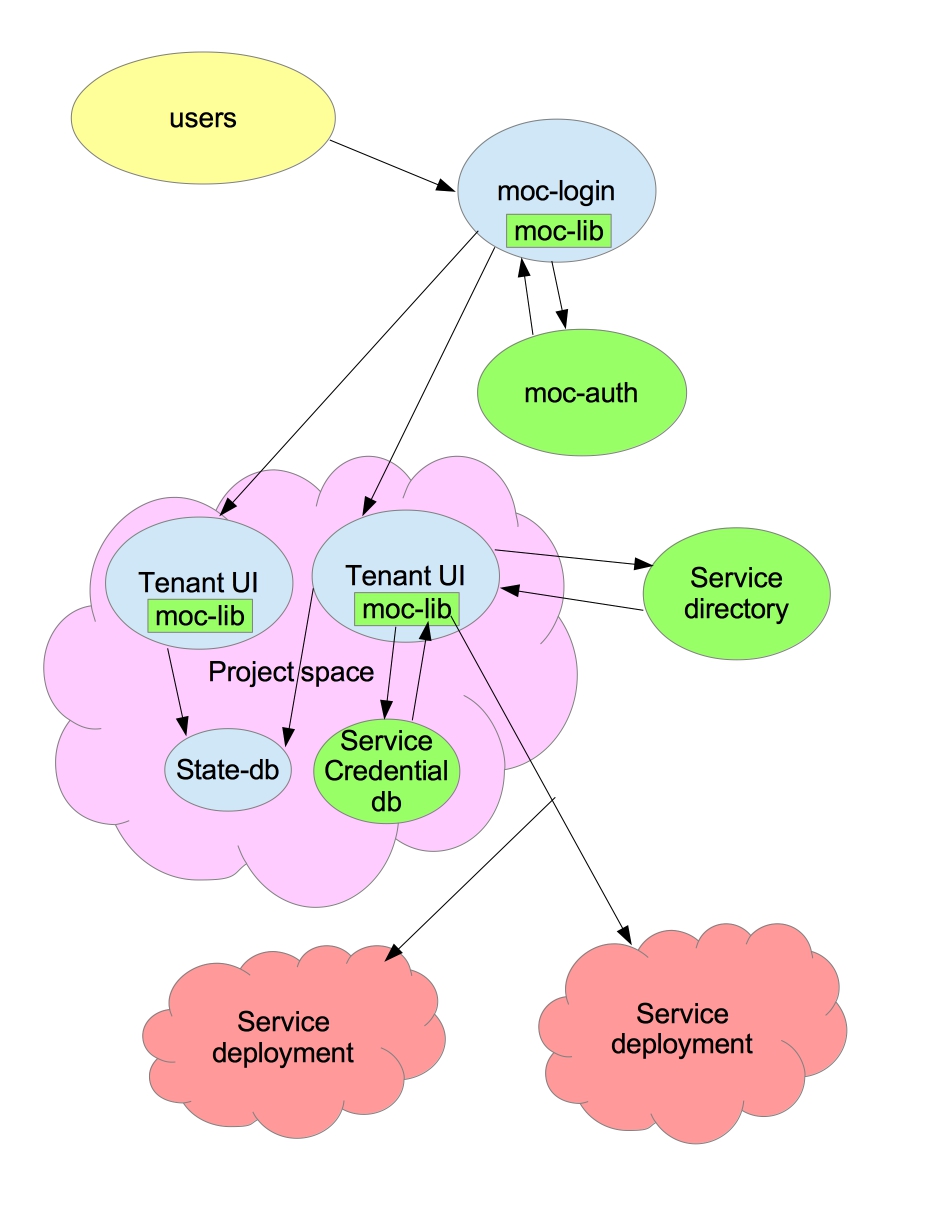 users
moc-login
moc-lib
moc-auth
Tenant UI
moc-lib
Tenant UI
moc-lib
Service
directory
Project space
State-db
Service
Credential
db
Service
deployment
Service
deployment